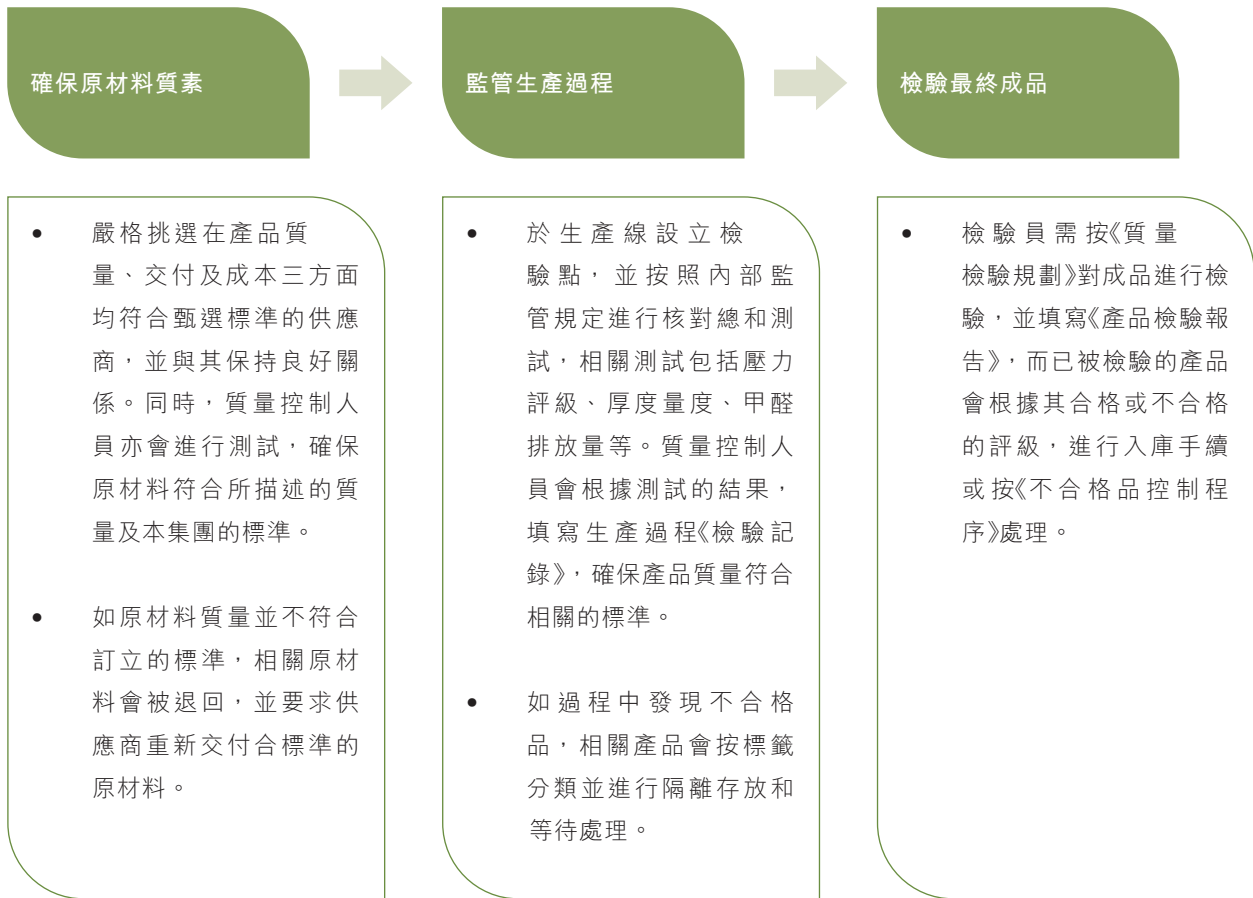 確保原材料質素
監管生產過程
檢驗最終成品
• 嚴格挑選在產品質
量、交付及成本三方面
均符合甄選標準的供應
商，並與其保持良好關
係。同時，質量控制人
員亦會進行測試，確保
原材料符合所描述的質
量及本集團的標準。
• 如原材料質量並不符合
訂立的標準，相關原材
料會被退回，並要求供
應商重新交付合標準的
原材料。
• 於生產線設立檢
驗點，並按照內部監
管規定進行核對總和測
試，相關測試包括壓力
評級、厚度量度、甲醛
排放量等。質量控制人
員會根據測試的結果，
填寫生產過程《檢驗記
錄》，確保產品質量符合
相關的標準。
• 如過程中發現不合格
品，相關產品會按標籤
分類並進行隔離存放和
等待處理。
• 檢驗員需按《質量
檢驗規劃》對成品進行檢
驗，並填寫《產品檢驗報
告》，而已被檢驗的產品
會根據其合格或不合格
的評級，進行入庫手續
或按《不合格品控制程
序》處理。